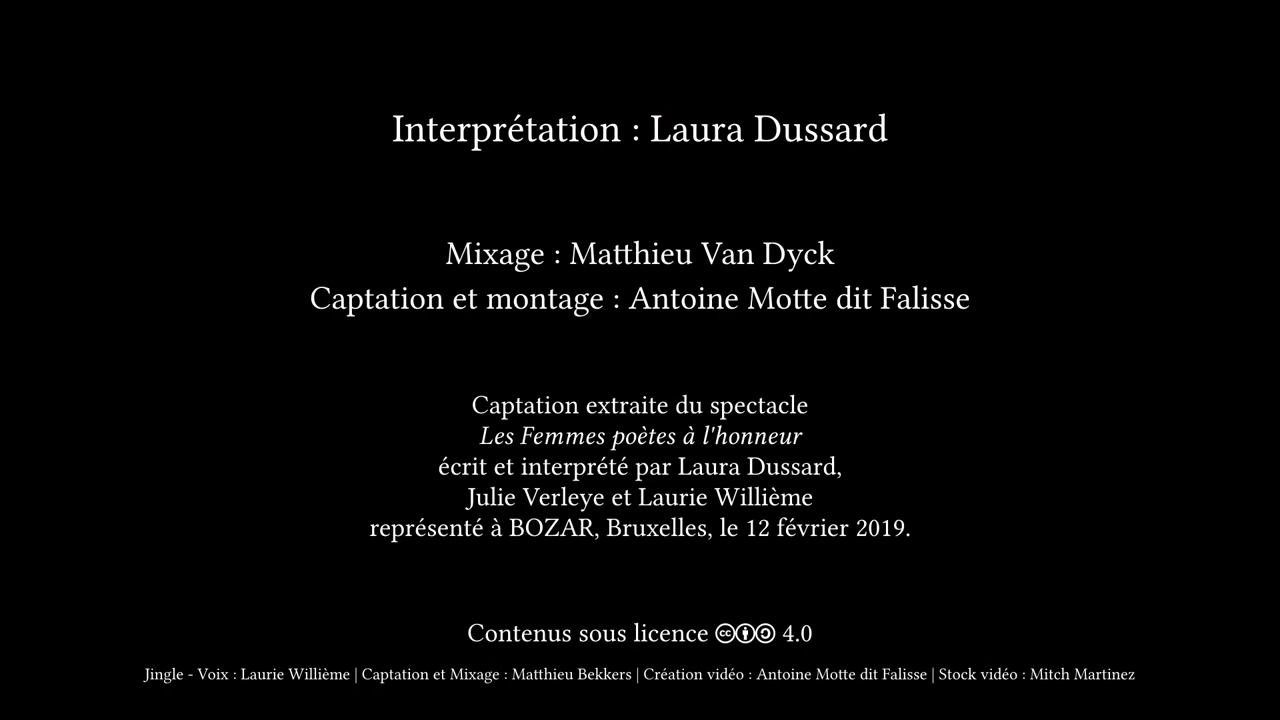 Interprétation : Laura Dussard
Mixage : Matthieu Van Dyck
Captation et montage : Antoine Motte dit Falisse
Captation extraite du spectacle
Les Femmes poètes à l'honneur
écrit et interprété par Laura Dussard,
Julie Verleye et Laurie Willième
représenté à BOZAR, Bruxelles, le 12 février 2019.
Contenus sous licence 4.0
Jingle - Voix : Laurie Willième | Captation et Mixage : Matthieu Bekkers | Création vidéo : Antoine Motte dit Falisse | Stock vidéo : Mitch Martinez